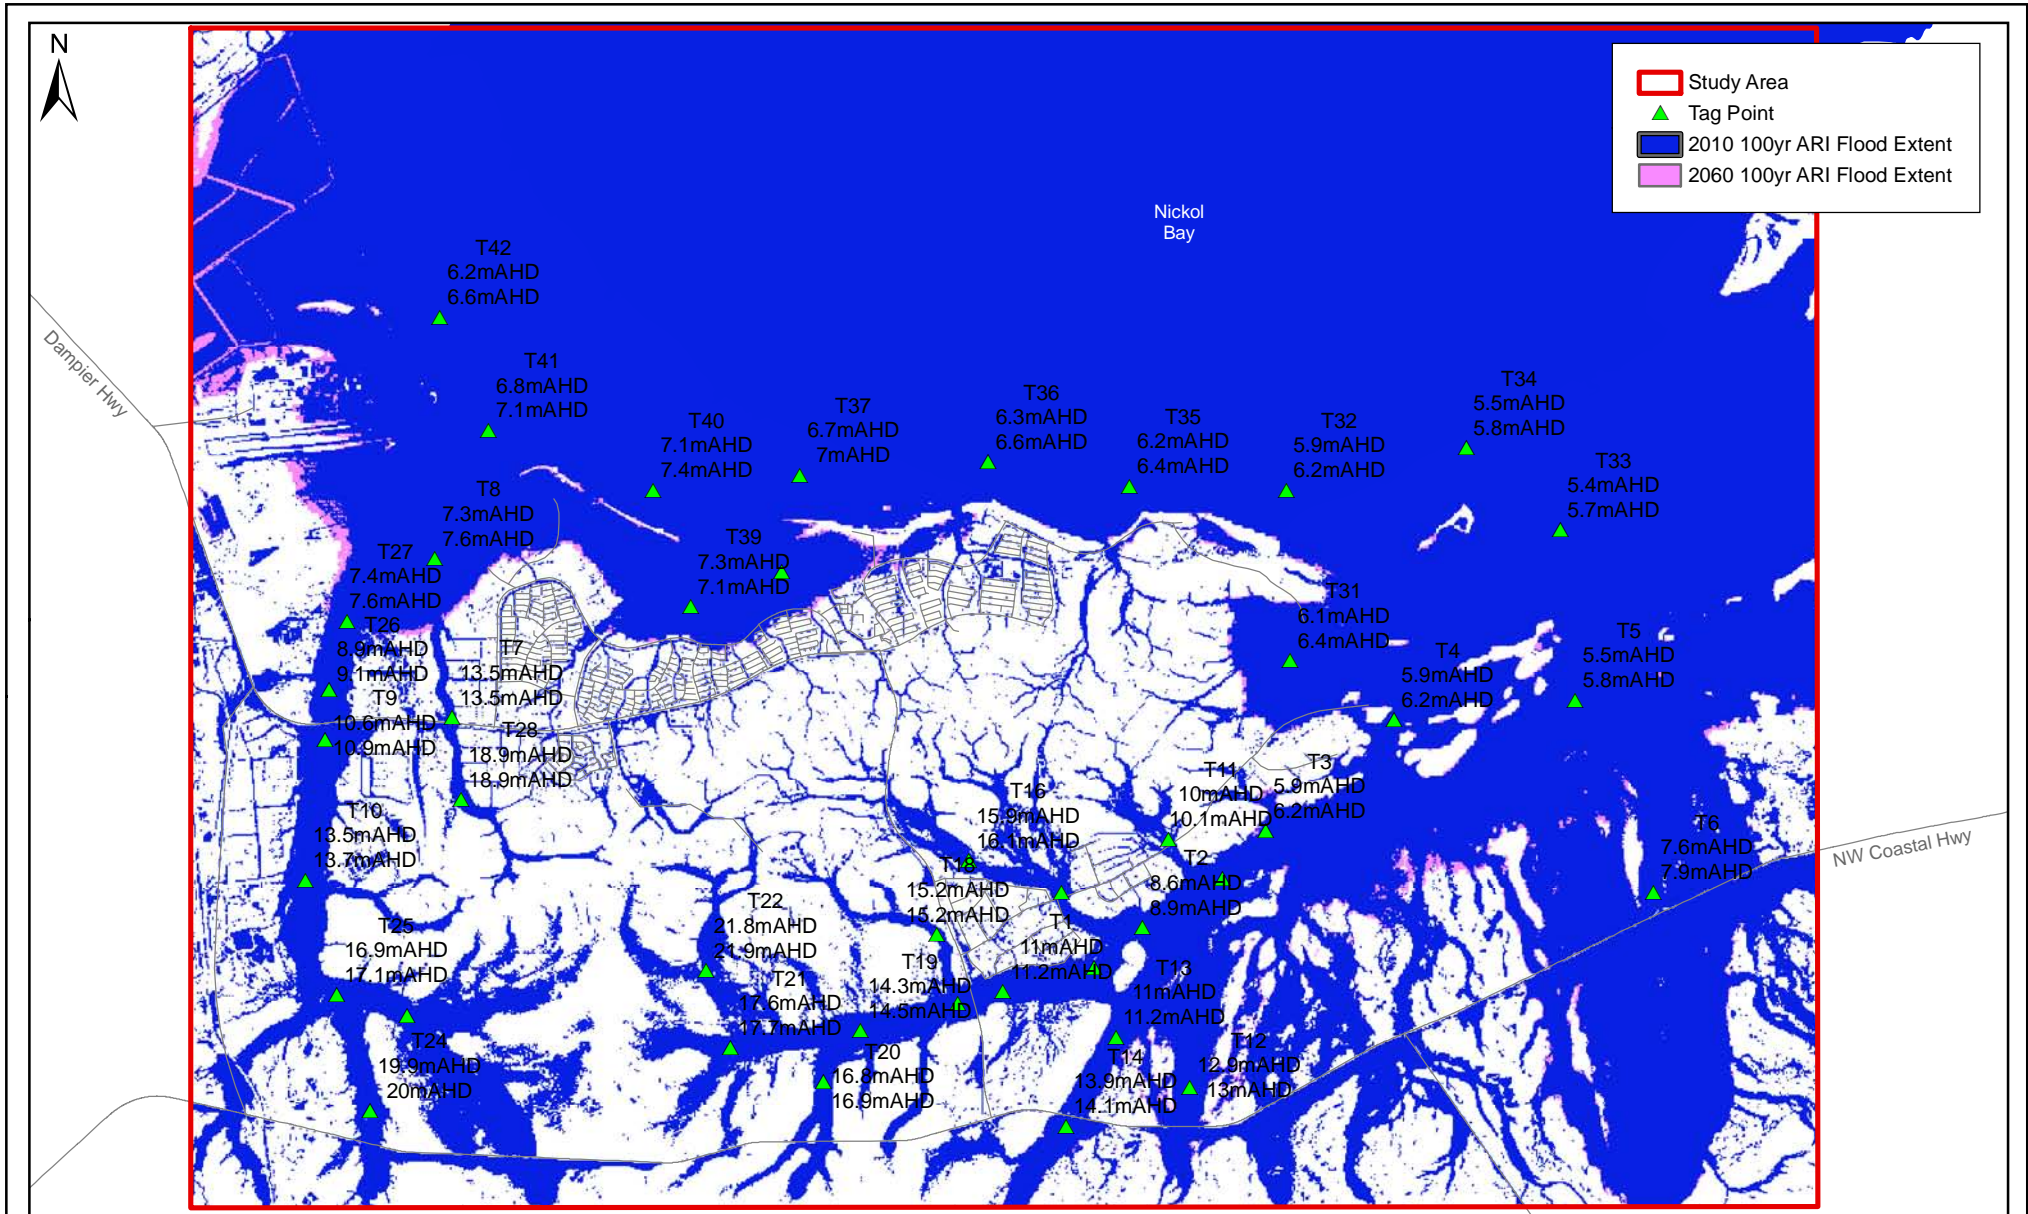 N
Study Area
Tag Point
2010 100yr ARI Flood Extent
2060 100yr ARI Flood Extent
Nickol
Bay
Dampier Hwy
NW Coastal Hwy
T42
6.2mAHD
6.6mAHD
T41
6.8mAHD
7.1mAHD
T40
7.1mAHD
7.4mAHD
T37
6.7mAHD
7mAHD
T36
6.3mAHD
6.6mAHD
T35
6.2mAHD
6.4mAHD
T32
5.9mAHD
6.2mAHD
T34
5.5mAHD
5.8mAHD
T33
5.4mAHD
5.7mAHD
T8
7.3mAHD
7.6mAHD
T27
7.4mAHD
7.6mAHD
T39
7.3mAHD
7.1mAHD
T31
6.1mAHD
6.4mAHD
T26
8.9mAHD
9.1mAHD
T7
13.5mAHD
13.5mAHD
T4
5.9mAHD
6.2mAHD
T5
5.5mAHD
5.8mAHD
T9
10.6mAHD
10.9mAHD
T28
18.9mAHD
18.9mAHD
T16
15.9mAHD
16.1mAHD
T11
10mAHD
10.1mAHD
T3
5.9mAHD
6.2mAHD
T10
13.5mAHD
13.7mAHD
T6
7.6mAHD
7.9mAHD
T18
15.2mAHD
15.2mAHD
T2
8.6mAHD
8.9mAHD
T22
21.8mAHD
21.9mAHD
T25
16.9mAHD
17.1mAHD
T1
11mAHD
11.2mAHD
T19
14.3mAHD
14.5mAHD
T21
17.6mAHD
17.7mAHD
T13
11mAHD
11.2mAHD
T24
19.9mAHD
20mAHD
T20
16.8mAHD
16.9mAHD
T14
13.9mAHD
14.1mAHD
T12
12.9mAHD
13mAHD